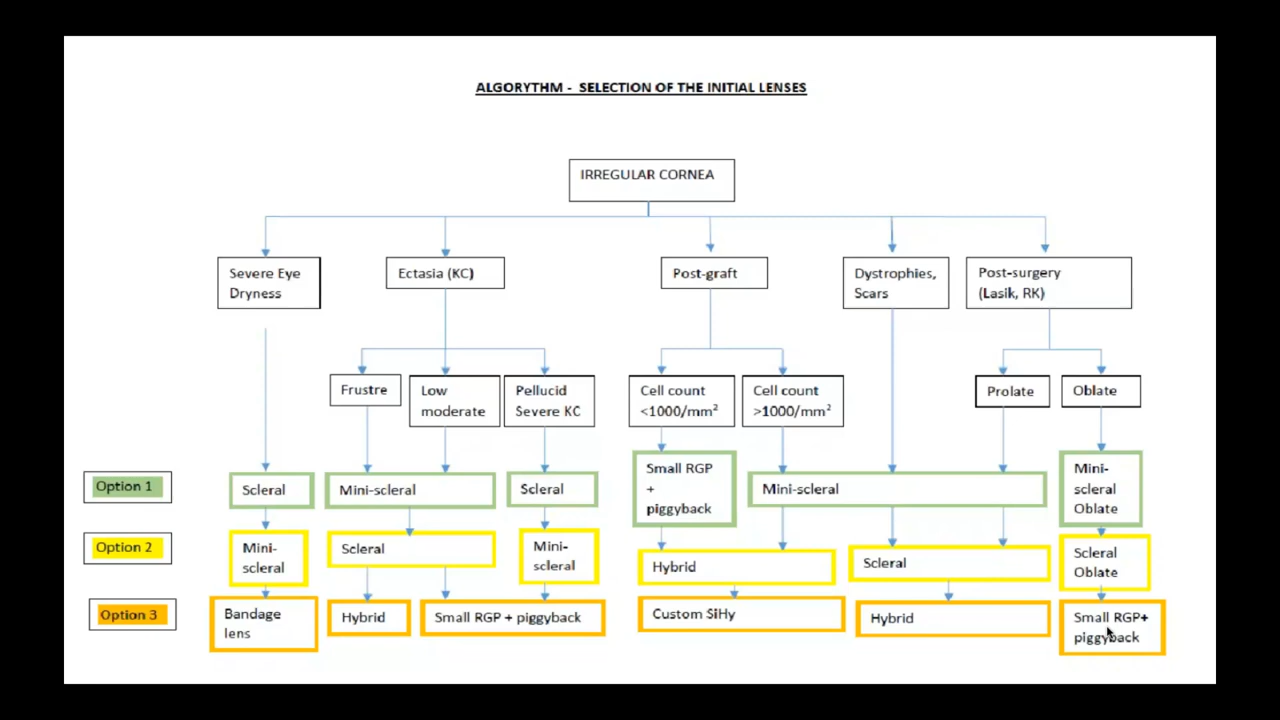 ALGORYTHM - SELECTION OF THE INITIAL LENSES
IRREGULAR CORNEA
Severe Eye
Dryness
Ectasia (KC)
Post-graft
Dystrophies,
Scars
Post-surgery
(Lasik, RK)
Frustre
Low
moderate
Pellucid
Severe KC
Cell count
<1000/mm²
Cell count
>1000/mm²
Prolate
Oblate
Option 1
Scleral
Mini-scleral
Scleral
Small RGP
+
piggyback
Mini-scleral
Mini-
scleral
Oblate
Option 2
Mini-
scleral
Scleral
Mini-
scleral
Hybrid
Scleral
Scleral
Oblate
Option 3
Bandage
lens
Hybrid
Small RGP + piggyback
Custom SiHy
Hybrid
Small RGP+
piggyback